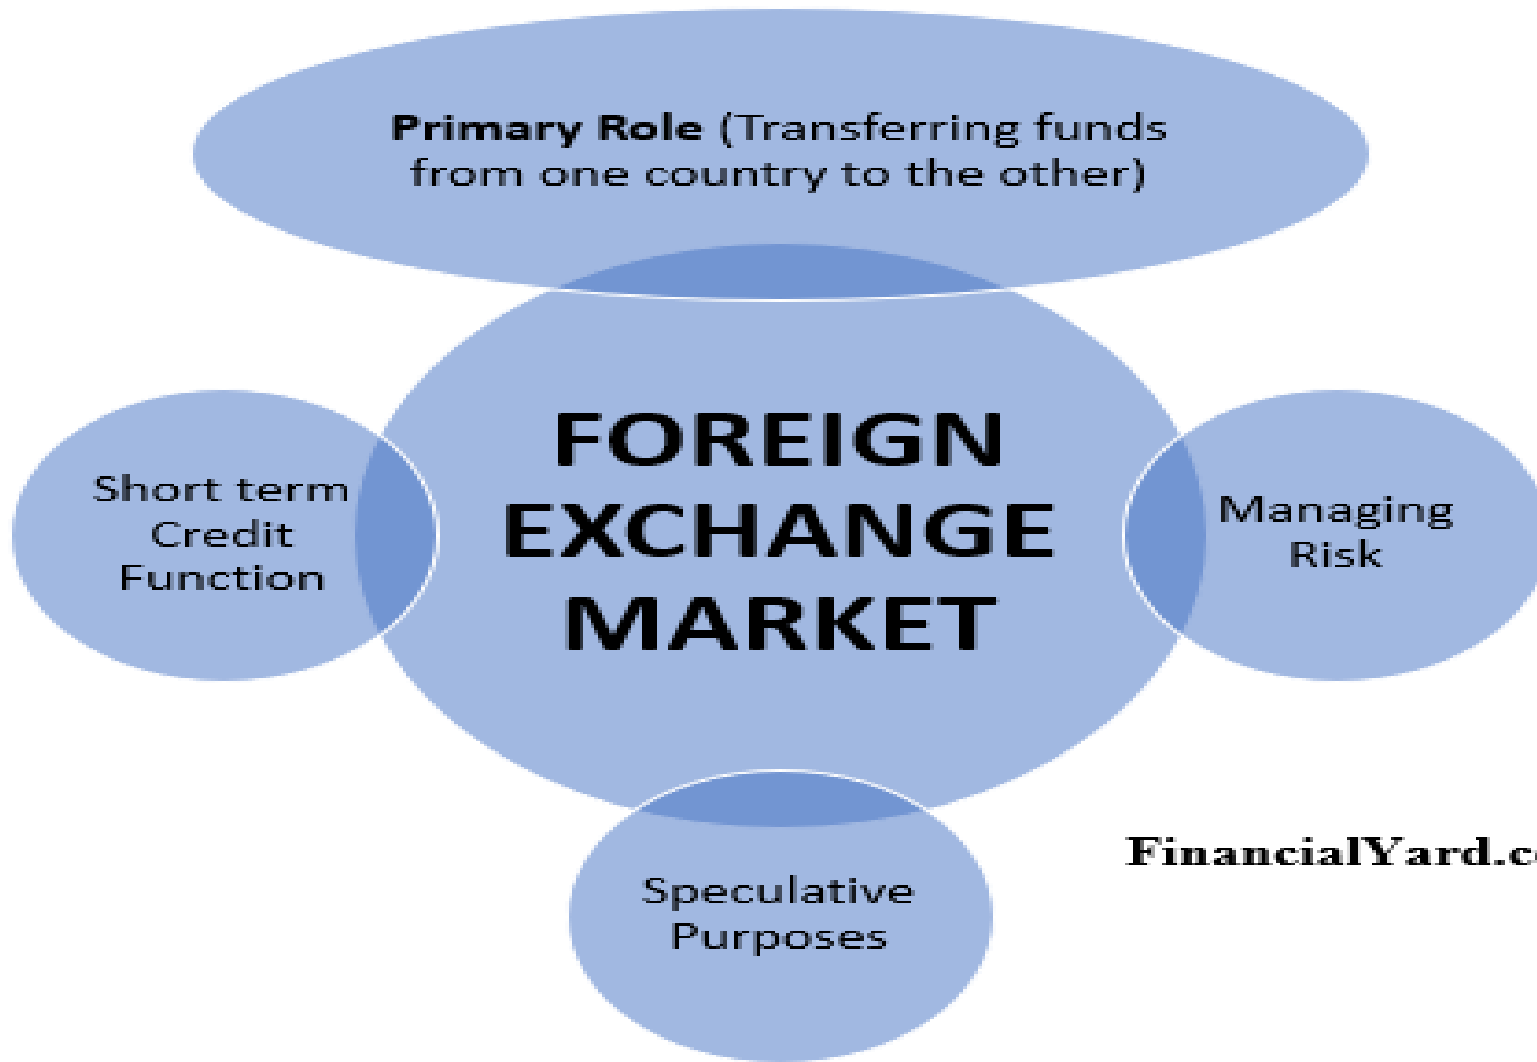 Primary Role (Transferring funds
from one country to the other)
FOREIGN
EXCHANGE
MARKET
Short term
Credit
Function
Managing
Risk
Speculative
Purposes
FinancialYard.c